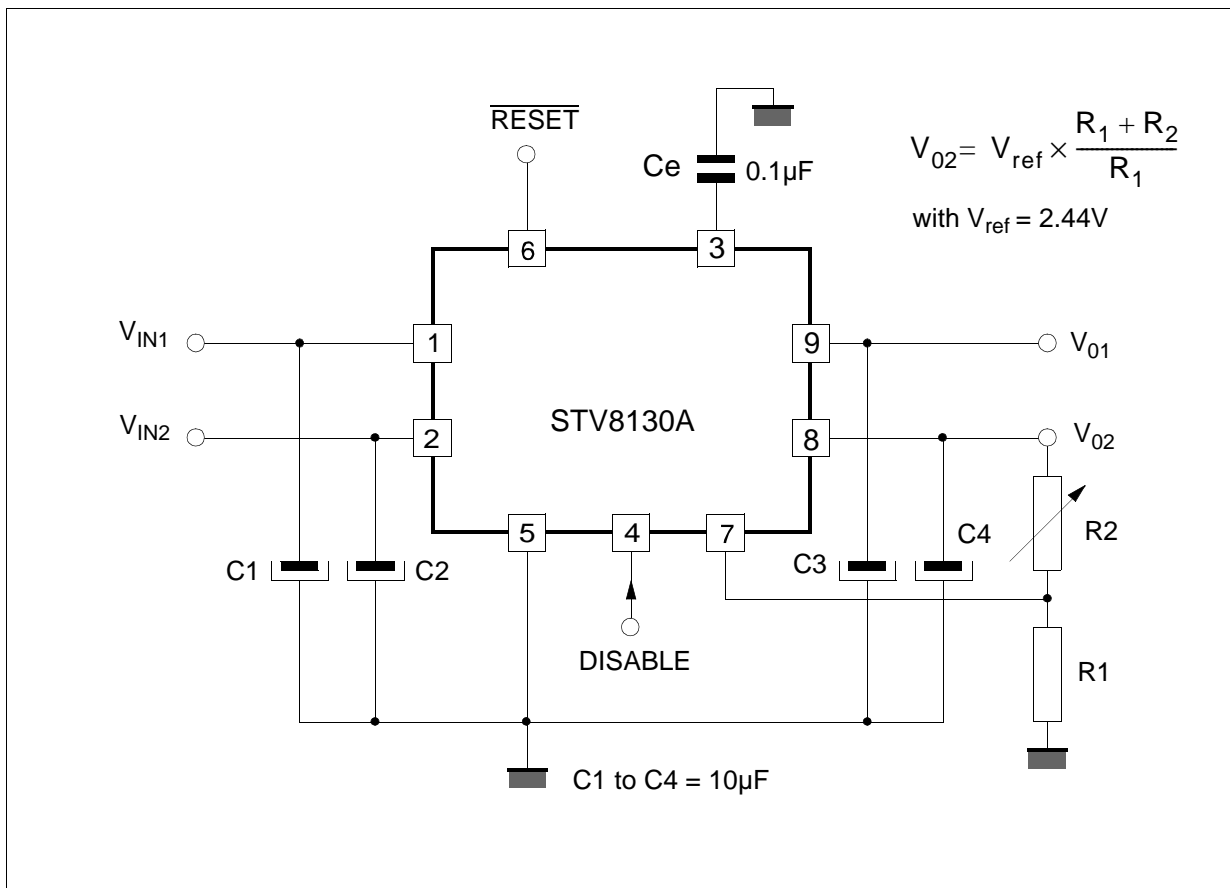 RESET
Ce
0.1µF
V02= Vref × R1 + R2 / R1
with Vref = 2.44V
6
3
VIN1
1
9
V01
VIN2
2
STV8130A
8
V02
5
4
7
C1
C2
C3
C4
R2
DISABLE
R1
C1 to C4 = 10µF